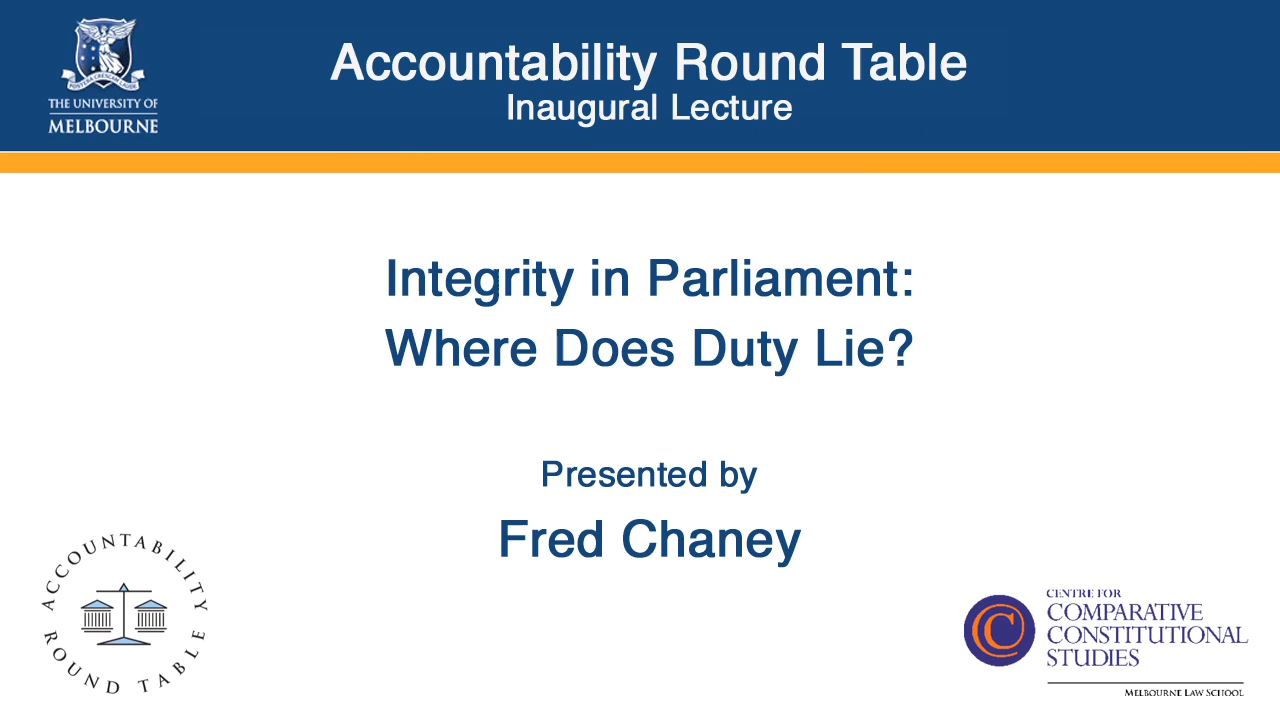 Accountability Round Table
Inaugural Lecture
THE UNIVERSITY OF
MELBOURNE
Integrity in Parliament:
Where Does Duty Lie?
Presented by
Fred Chaney
ACCOUNTABILITY
ROUND TABLE
CENTRE FOR
COMPARATIVE
CONSTITUTIONAL
STUDIES
MELBOURNE LAW SCHOOL